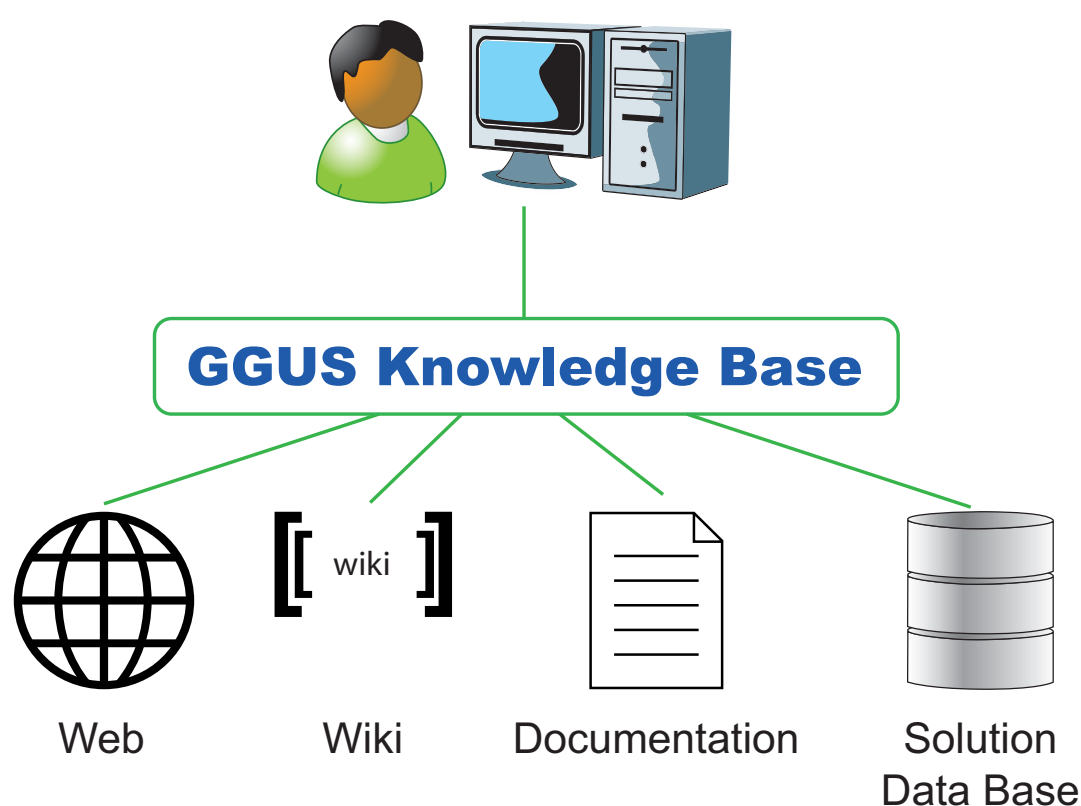 GGUS Knowledge Base
wiki
Web
Wiki
Documentation
Solution
Data Base